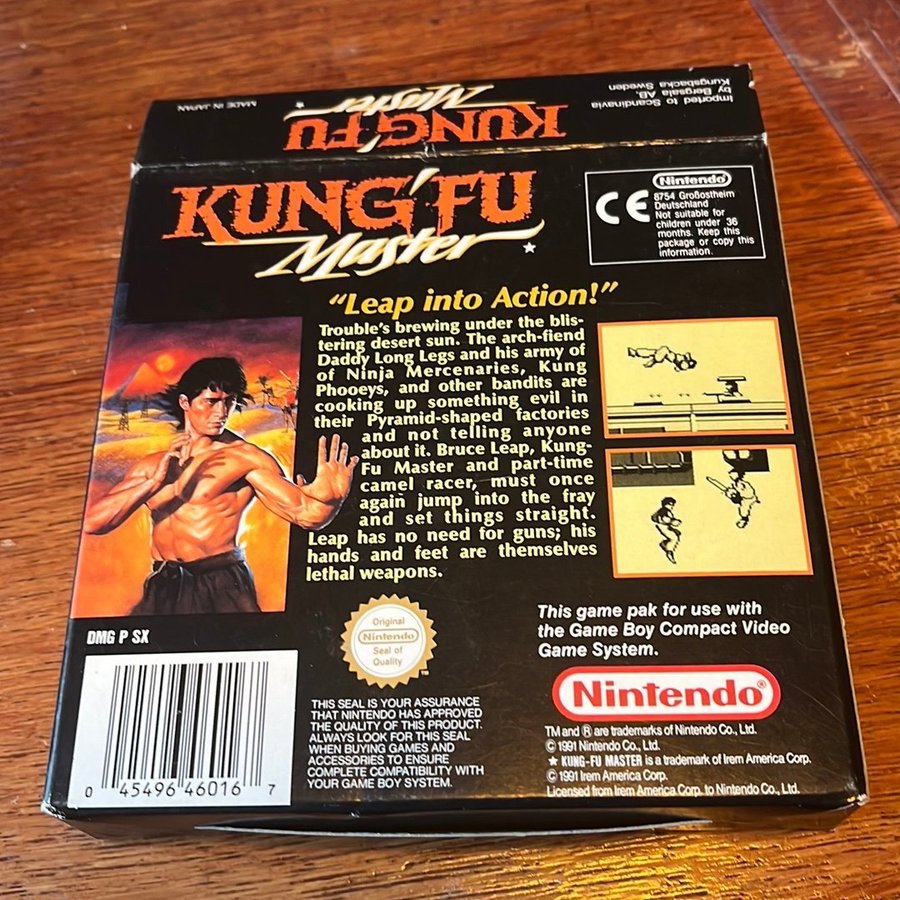 Imported to Scandinavia
by Bergsala AB.
Kungsbacka Sweden
KUNG'FU
Master
★
MADE IN JAPAN
KUNG'FU
Master ★
CE
Nintendo
8754 Großostheim
Deutschland
Not suitable for
children under 36
months. Keep this
package or copy this
information.
"Leap into Action!"
Trouble's brewing under the blis-
tering desert sun. The arch-fiend
Daddy Long Legs and his army of
of Ninja Mercenaries, Kung
Phooeys, and other bandits are
cooking up something evil in
their Pyramid-shaped factories
and not telling anyone
about it. Bruce Leap, Kung-
Fu Master and part-time
camel racer, must once
again jump into the fray
and set things straight.
Leap has no need for guns; his
hands and feet are themselves
lethal weapons.
DMG P SX
0 45496 46016 7
Original
Nintendo
Seal of
Quality
THIS SEAL IS YOUR ASSURANCE
THAT NINTENDO HAS APPROVED
THE QUALITY OF THIS PRODUCT.
ALWAYS LOOK FOR THIS SEAL
WHEN BUYING GAMES AND
ACCESSORIES TO ENSURE
COMPLETE COMPATIBILITY WITH
YOUR GAME BOY SYSTEM.
This game pak for use with
the Game Boy Compact Video
Game System.
Nintendo®
TM and ® are trademarks of Nintendo Co., Ltd.
© 1991 Nintendo Co., Ltd.
★ KUNG-FU MASTER is a trademark of Irem America Corp.
© 1991 Irem America Corp.
Licensed from Irem America Corp. to Nintendo Co., Ltd.